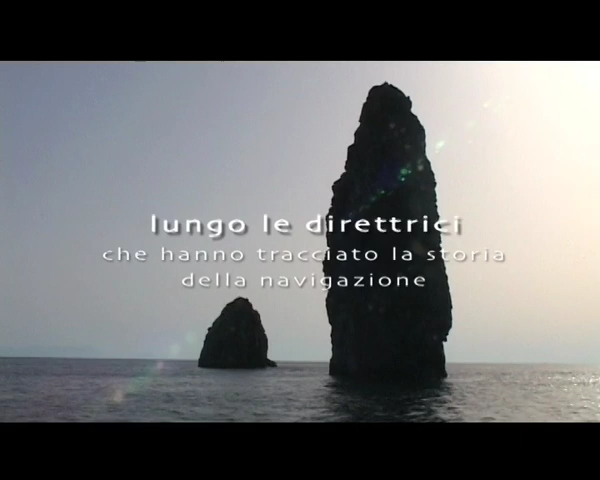 lungo le direttrici
che hanno tracciato la storia
della navigazione